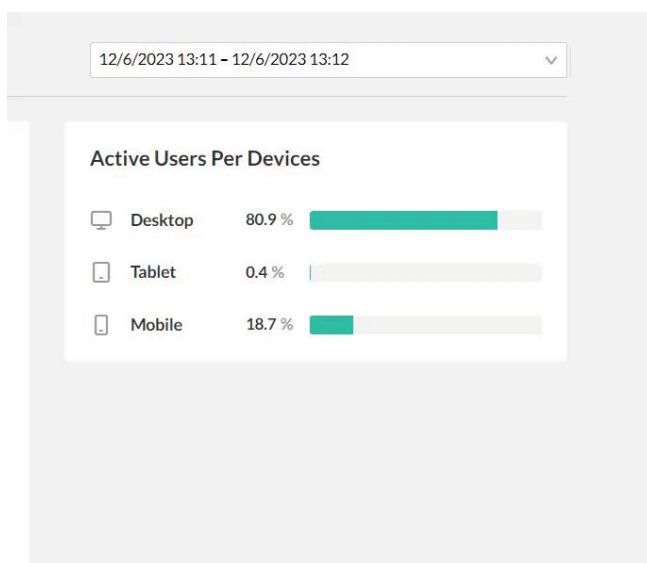 12/6/2023 13:11 – 12/6/2023 13:12
Active Users Per Devices
Desktop 80.9 %
Tablet 0.4 %
Mobile 18.7 %